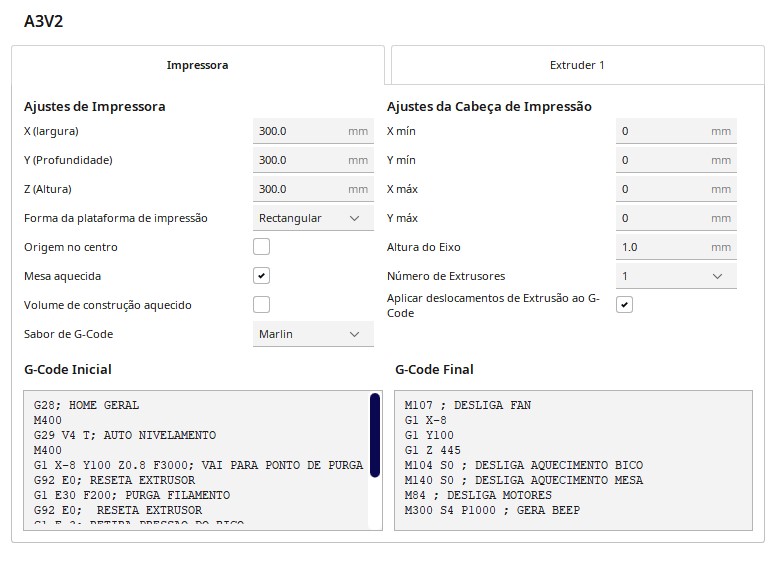 A3V2
Impressora
Extruder 1
Ajustes de Impressora
X (largura)
300.0 mm
Y (Profundidade)
300.0 mm
Z (Altura)
300.0 mm
Forma da plataforma de impressão
Rectangular
Origem no centro
Mesa aquecida
Volume de construção aquecido
Sabor de G-Code
Marlin
Ajustes da Cabeça de Impressão
X mín
0 mm
Y mín
0 mm
X máx
0 mm
Y máx
0 mm
Altura do Eixo
1.0 mm
Número de Extrusores
1
Aplicar deslocamentos de Extrusão ao G-
Code
G-Code Inicial
G28; HOME GERAL
M400
G29 V4 T; AUTO NIVELAMENTO
M400
G1 X-8 Y100 Z0.8 F3000; VAI PARA PONTO DE PURGA
G92 E0; RESETA EXTRUSOR
G1 E30 F200; PURGA FILAMENTO
G92 E0;  RESETA EXTRUSOR
G1 E-3; RETIRA PRESSAO DO BICO
G-Code Final
M107 ; DESLIGA FAN
G1 X-8
G1 Y100
G1 Z 445
M104 S0 ; DESLIGA AQUECIMENTO BICO
M140 S0 ; DESLIGA AQUECIMENTO MESA
M84 ; DESLIGA MOTORES
M300 S4 P1000 ; GERA BEEP